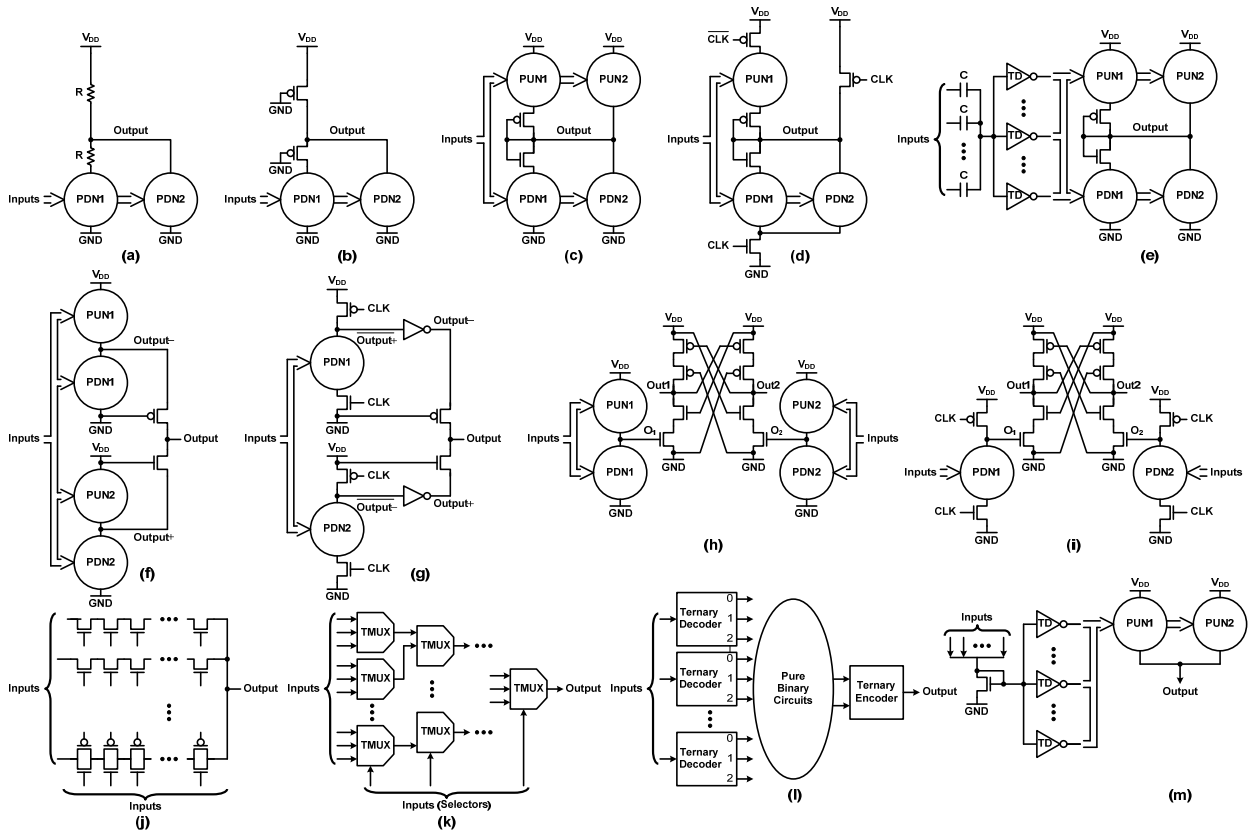 VDD
R
Output
R
Inputs
PDN1
PDN2
GND
GND
(a)
VDD
GND
Output
GND
Inputs
PDN1
PDN2
GND
GND
(b)
VDD
VDD
PUN1
PUN2
Inputs
Output
PDN1
PDN2
GND
GND
(c)
VDD
VDD
CLK
PUN1
CLK
Inputs
Output
PDN1
PDN2
CLK
GND
(d)
VDD
VDD
C
TD
PUN1
PUN2
C
Inputs
TD
Output
C
TD
PDN1
PDN2
GND
GND
(e)
VDD
PUN1
Output–
PDN1
Inputs
GND
Output
VDD
PUN2
Output+
PDN2
GND
(f)
VDD
CLK
Output+
Output–
PDN1
CLK
Inputs
GND
Output
VDD
CLK
Output–
Output+
PDN2
CLK
GND
(g)
VDD
VDD
VDD
VDD
Out1
Out2
PUN1
PUN2
Inputs
O1
O2
Inputs
PDN1
PDN2
GND
GND
GND
GND
(h)
VDD
VDD
VDD
VDD
Out1
Out2
CLK
CLK
O1
O2
Inputs
PDN1
PDN2
Inputs
CLK
CLK
GND
GND
GND
GND
(i)
Inputs
Output
Inputs
(j)
Inputs
TMUX
TMUX
TMUX
TMUX
TMUX
TMUX
Output
Inputs (Selectors)
(k)
Inputs
Ternary
Decoder
0
1
2
Ternary
Decoder
0
1
2
Ternary
Decoder
0
1
2
Pure
Binary
Circuits
Ternary
Encoder
Output
(l)
VDD
VDD
Inputs
TD
PUN1
PUN2
TD
GND
Output
TD
(m)